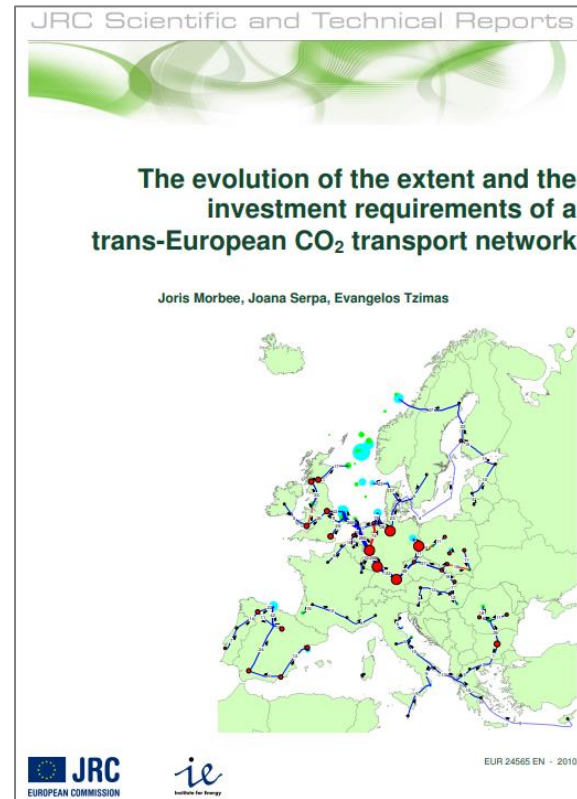 JRC Scientific and Technical Reports
The evolution of the extent and the
investment requirements of a
trans-European CO₂ transport network
Joris Morbee, Joana Serpa, Evangelos Tzimas
EUR 24565 EN - 2010
JRC
EUROPEAN COMMISSION
ie
Institute for Energy